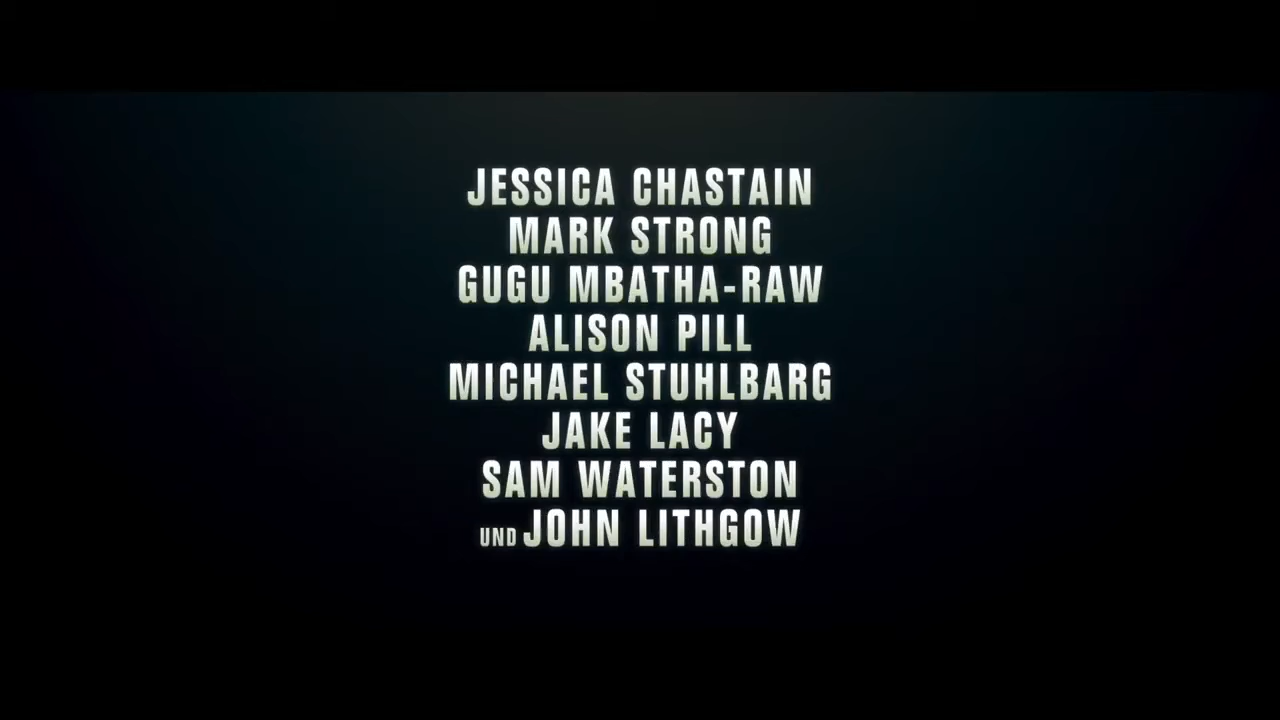 JESSICA CHASTAIN
MARK STRONG
GUGU MBATHA-RAW
ALISON PILL
MICHAEL STUHLBARG
JAKE LACY
SAM WATERSTON
UND JOHN LITHGOW